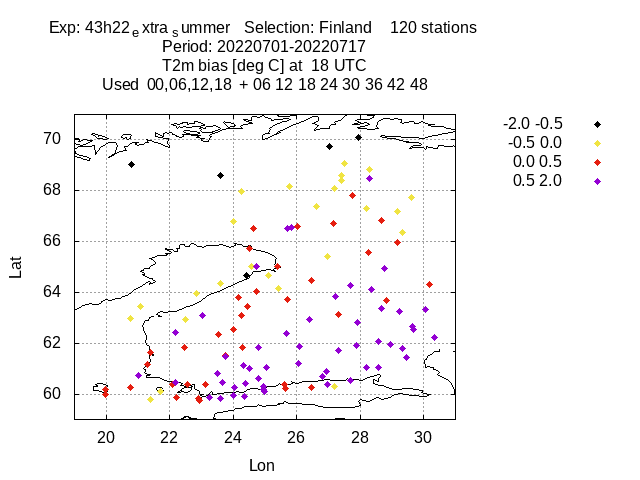 Exp: 43h22extra summer   Selection: Finland    120 stations
Period: 20220701-20220717
T2m bias [deg C] at  18 UTC
Used  00,06,12,18  + 06 12 18 24 30 36 42 48
-2.0 -0.5
-0.5 0.0
0.0 0.5
0.5 2.0
70
68
66
64
62
60
Lat
20 22 24 26 28 30
Lon